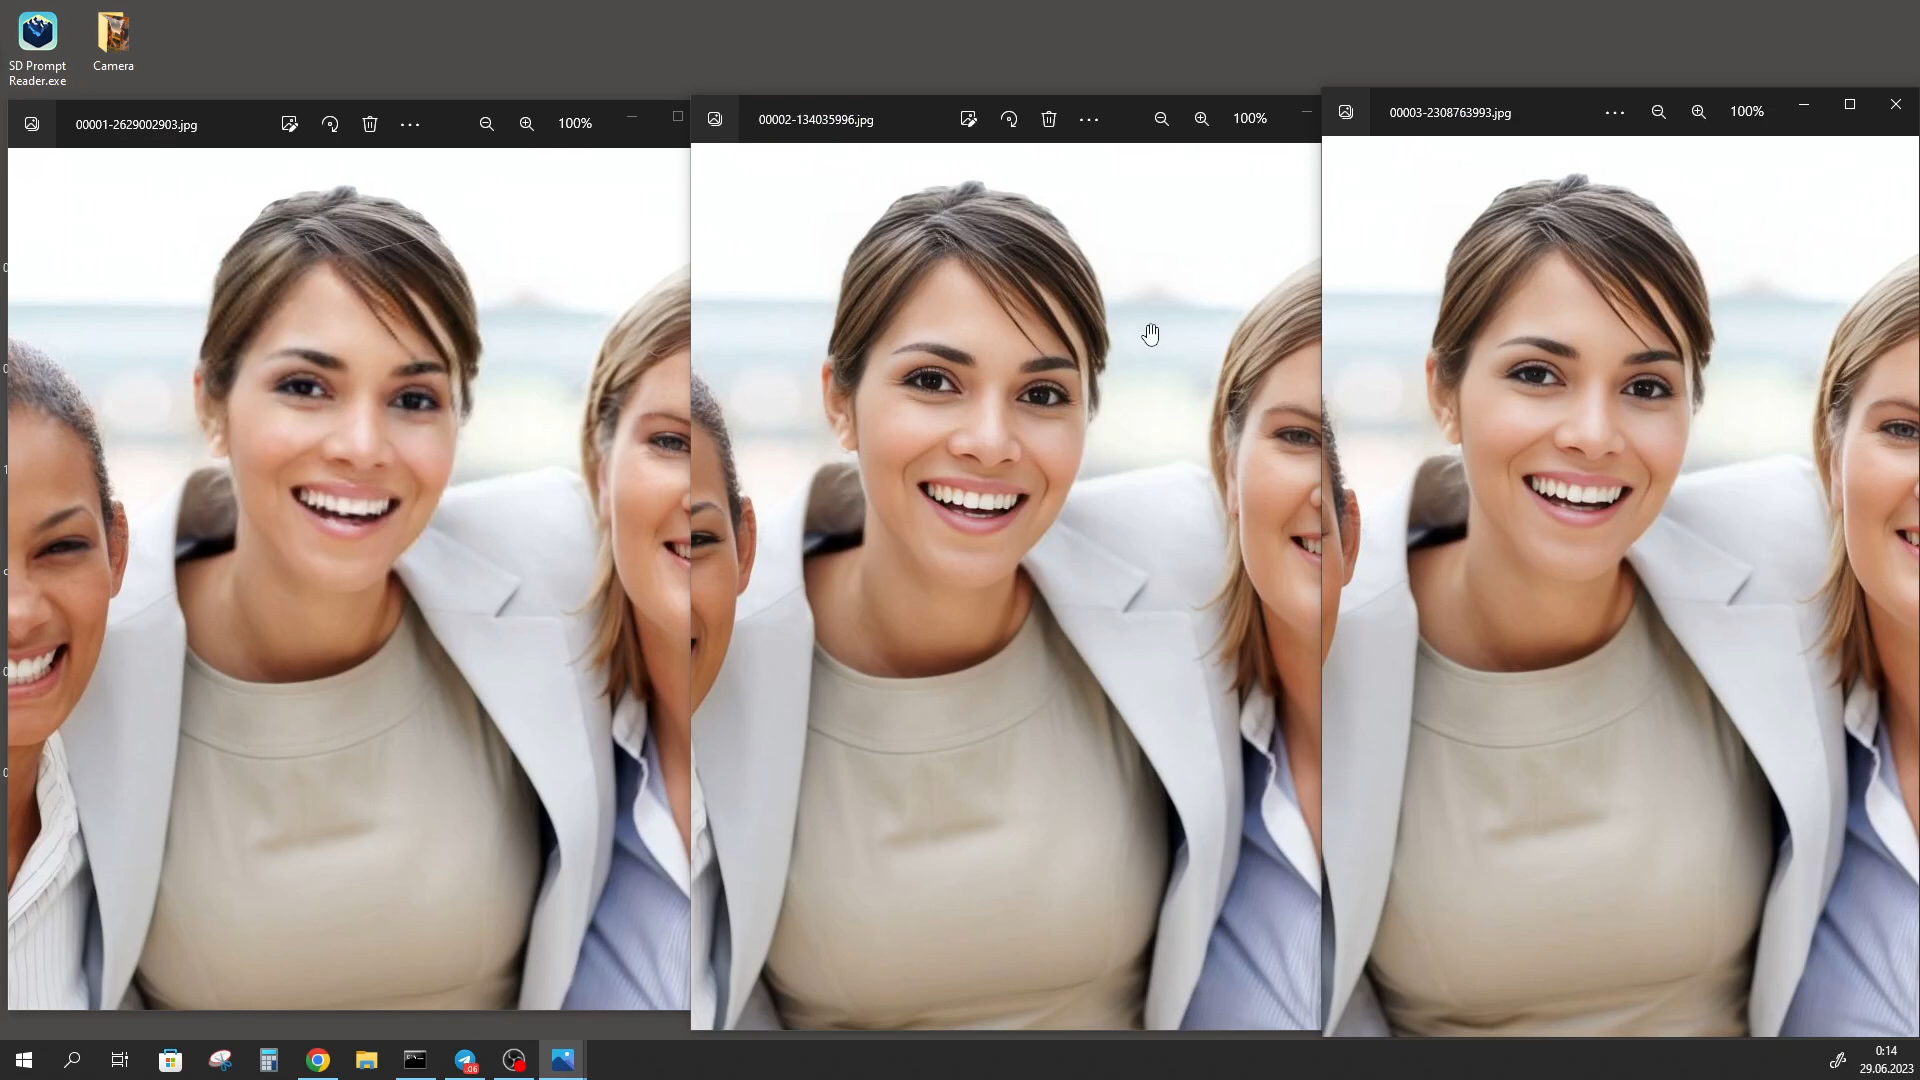 SD Prompt
Reader.exe
Camera
00001-2629002903.jpg
100%
00002-134035996.jpg
100%
00003-2308763993.jpg
100%
.06
0:14
29.06.2023